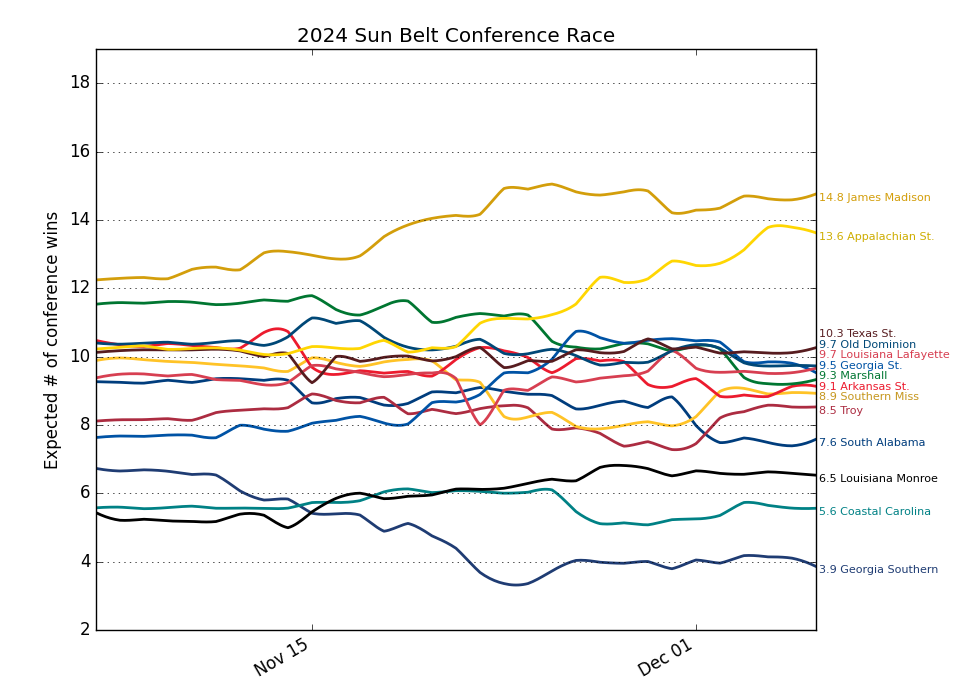 2024 Sun Belt Conference Race
Expected # of conference wins
18
16
14
12
10
8
6
4
2
Nov 15
Dec 01
14.8 James Madison
13.6 Appalachian St.
10.3 Texas St.
9.7 Old Dominion
9.7 Louisiana Lafayette
9.5 Georgia St.
9.3 Marshall
9.1 Arkansas St.
8.9 Southern Miss
8.5 Troy
7.6 South Alabama
6.5 Louisiana Monroe
5.6 Coastal Carolina
3.9 Georgia Southern